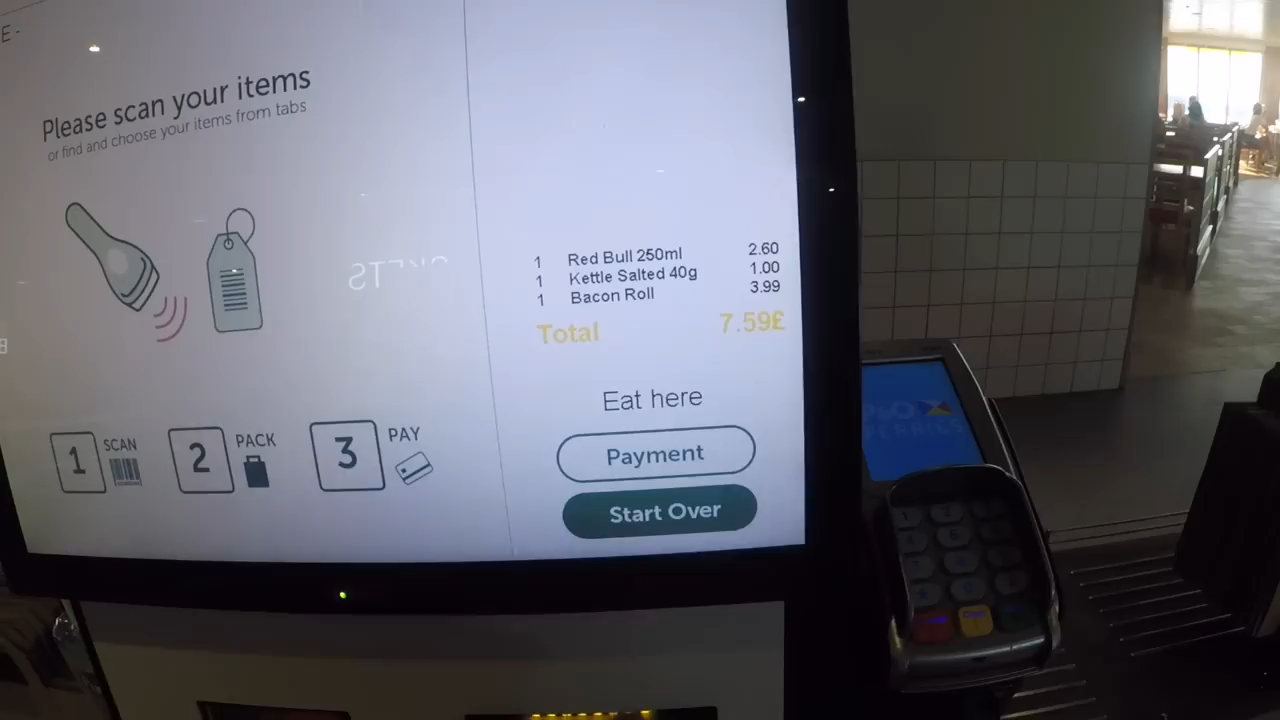 E-
Please scan your items
or find and choose your items from tabs
1 Red Bull 250ml 2.60
1 Kettle Salted 40g 1.00
1 Bacon Roll 3.99
Total 7.59£
Eat here
Payment
Start Over
1 SCAN
2 PACK
3 PAY
P&O
FERRIES